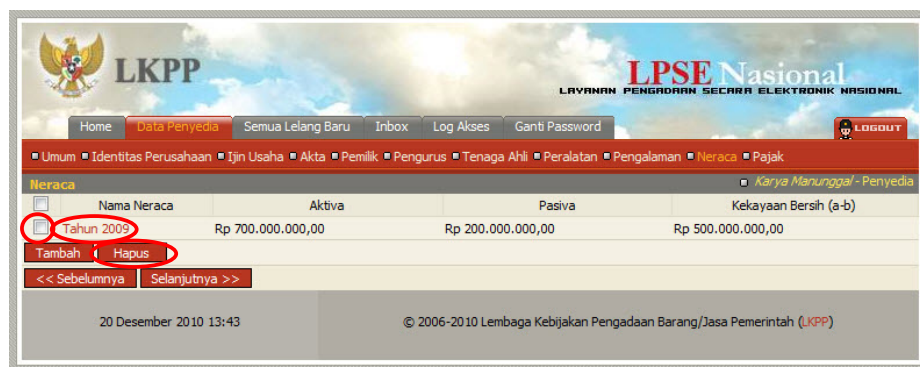 LKPP
LPSE Nasional
LAYANAN PENGADAAN SECARA ELEKTRONIK NASIONAL
Home Data Penyedia Semua Lelang Baru Inbox Log Akses Ganti Password LOGOUT
Umum Identitas Perusahaan Ijin Usaha Akta Pemilik Pengurus Tenaga Ahli Peralatan Pengalaman Neraca Pajak
Neraca Karya Manunggal - Penyedia
Nama Neraca Aktiva Pasiva Kekayaan Bersih (a-b)
Tahun 2009 Rp 700.000.000,00 Rp 200.000.000,00 Rp 500.000.000,00
Tambah Hapus
<< Sebelumnya Selanjutnya >>
20 Desember 2010 13:43 © 2006-2010 Lembaga Kebijakan Pengadaan Barang/Jasa Pemerintah (LKPP)